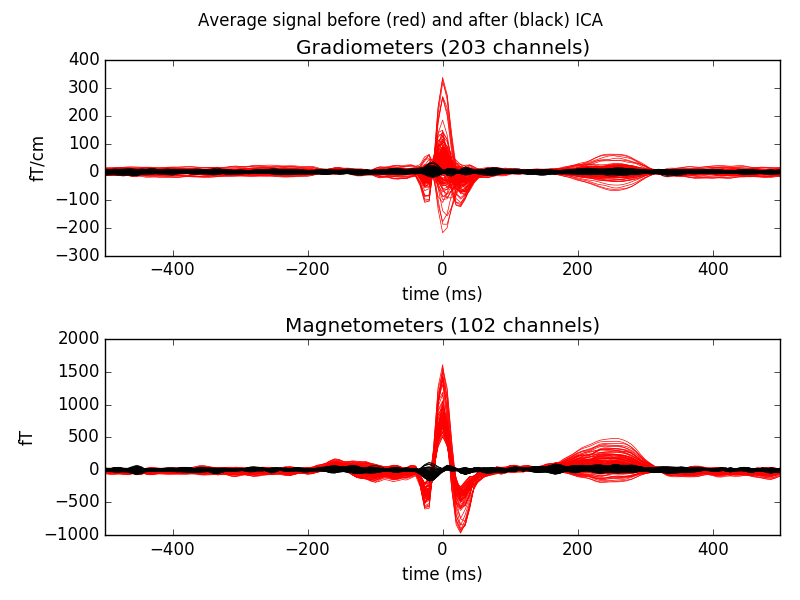 Average signal before (red) and after (black) ICA
Gradiometers (203 channels)
400
300
200
100
0
−100
−200
−300
fT/cm
−400 −200 0 200 400
time (ms)
Magnetometers (102 channels)
2000
1500
1000
500
0
−500
−1000
fT
−400 −200 0 200 400
time (ms)